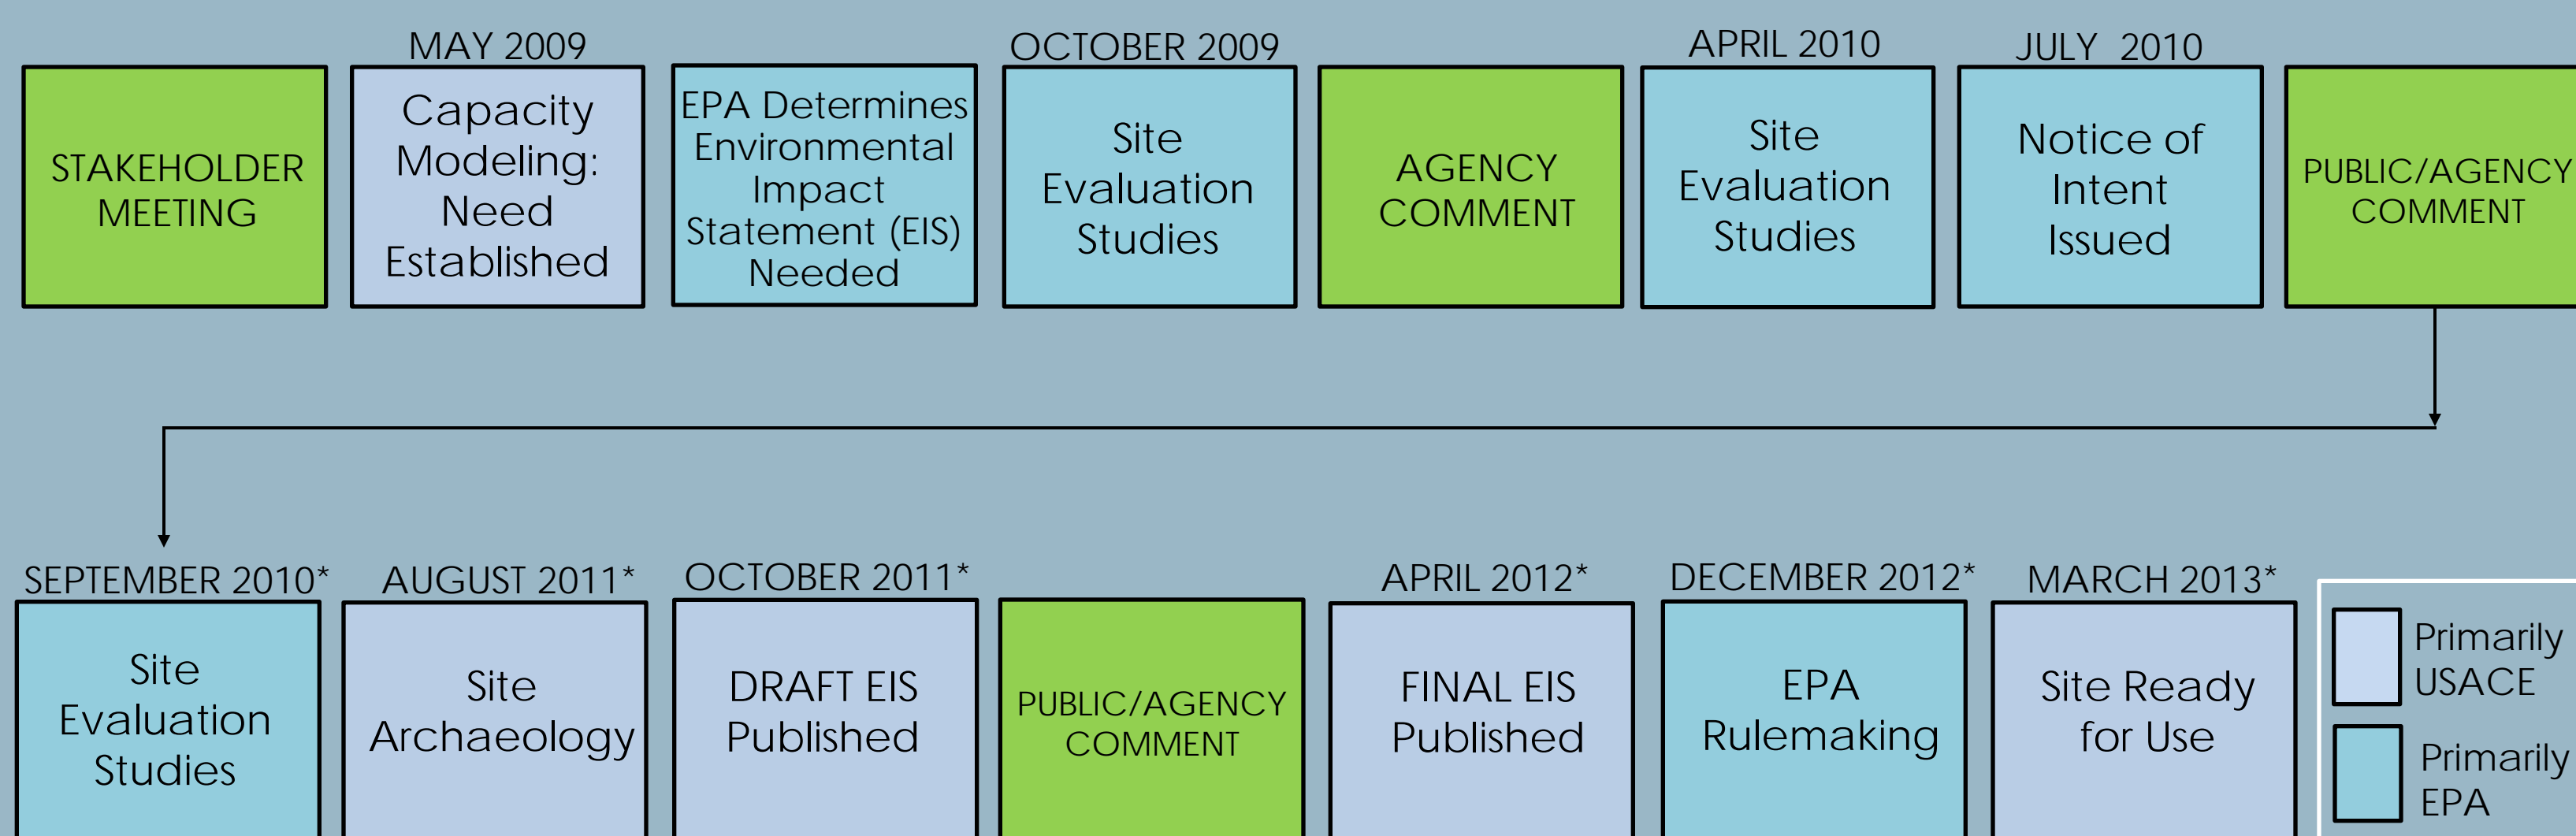 STAKEHOLDER
MEETING
MAY 2009
Capacity
Modeling:
Need
Established
EPA Determines
Environmental
Impact
Statement (EIS)
Needed
OCTOBER 2009
Site
Evaluation
Studies
AGENCY
COMMENT
APRIL 2010
Site
Evaluation
Studies
JULY 2010
Notice of
Intent
Issued
PUBLIC/AGENCY
COMMENT
SEPTEMBER 2010*
Site
Evaluation
Studies
AUGUST 2011*
Site
Archaeology
OCTOBER 2011*
DRAFT EIS
Published
PUBLIC/AGENCY
COMMENT
APRIL 2012*
FINAL EIS
Published
DECEMBER 2012*
EPA
Rulemaking
MARCH 2013*
Site Ready
for Use
Primarily
USACE
Primarily
EPA